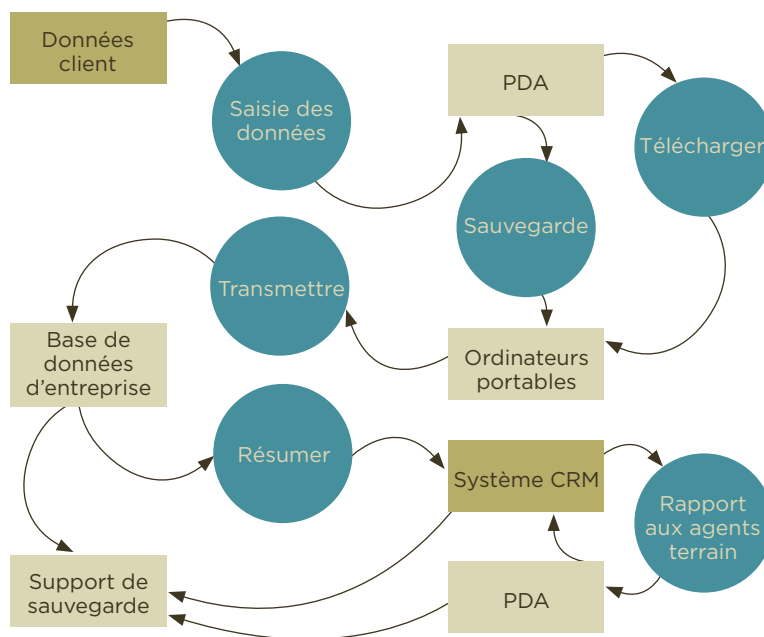 Données
client
Saisie des
données
PDA
Télécharger
Sauvegarde
Transmettre
Base de
données
d’entreprise
Ordinateurs
portables
Résumer
Système CRM
Rapport
aux agents
terrain
Support de
sauvegarde
PDA